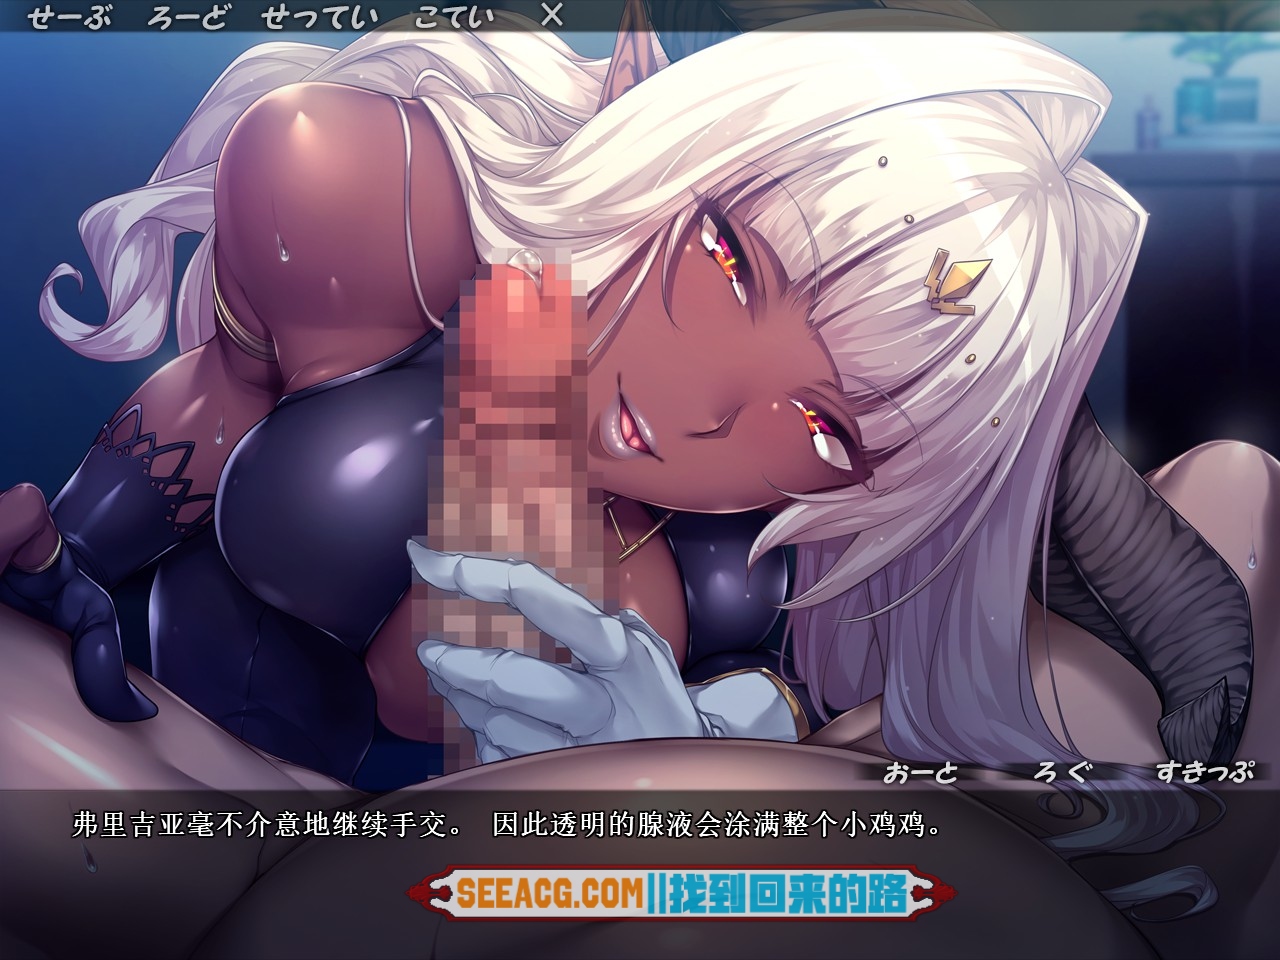 せーぶ ろーど せってい こてい ×
おーと ろぐ すきっぷ
弗里吉亚毫不介意地继续手交。 因此透明的腺液会涂满整个小鸡鸡。
SEEACG.COM||找到回来的路